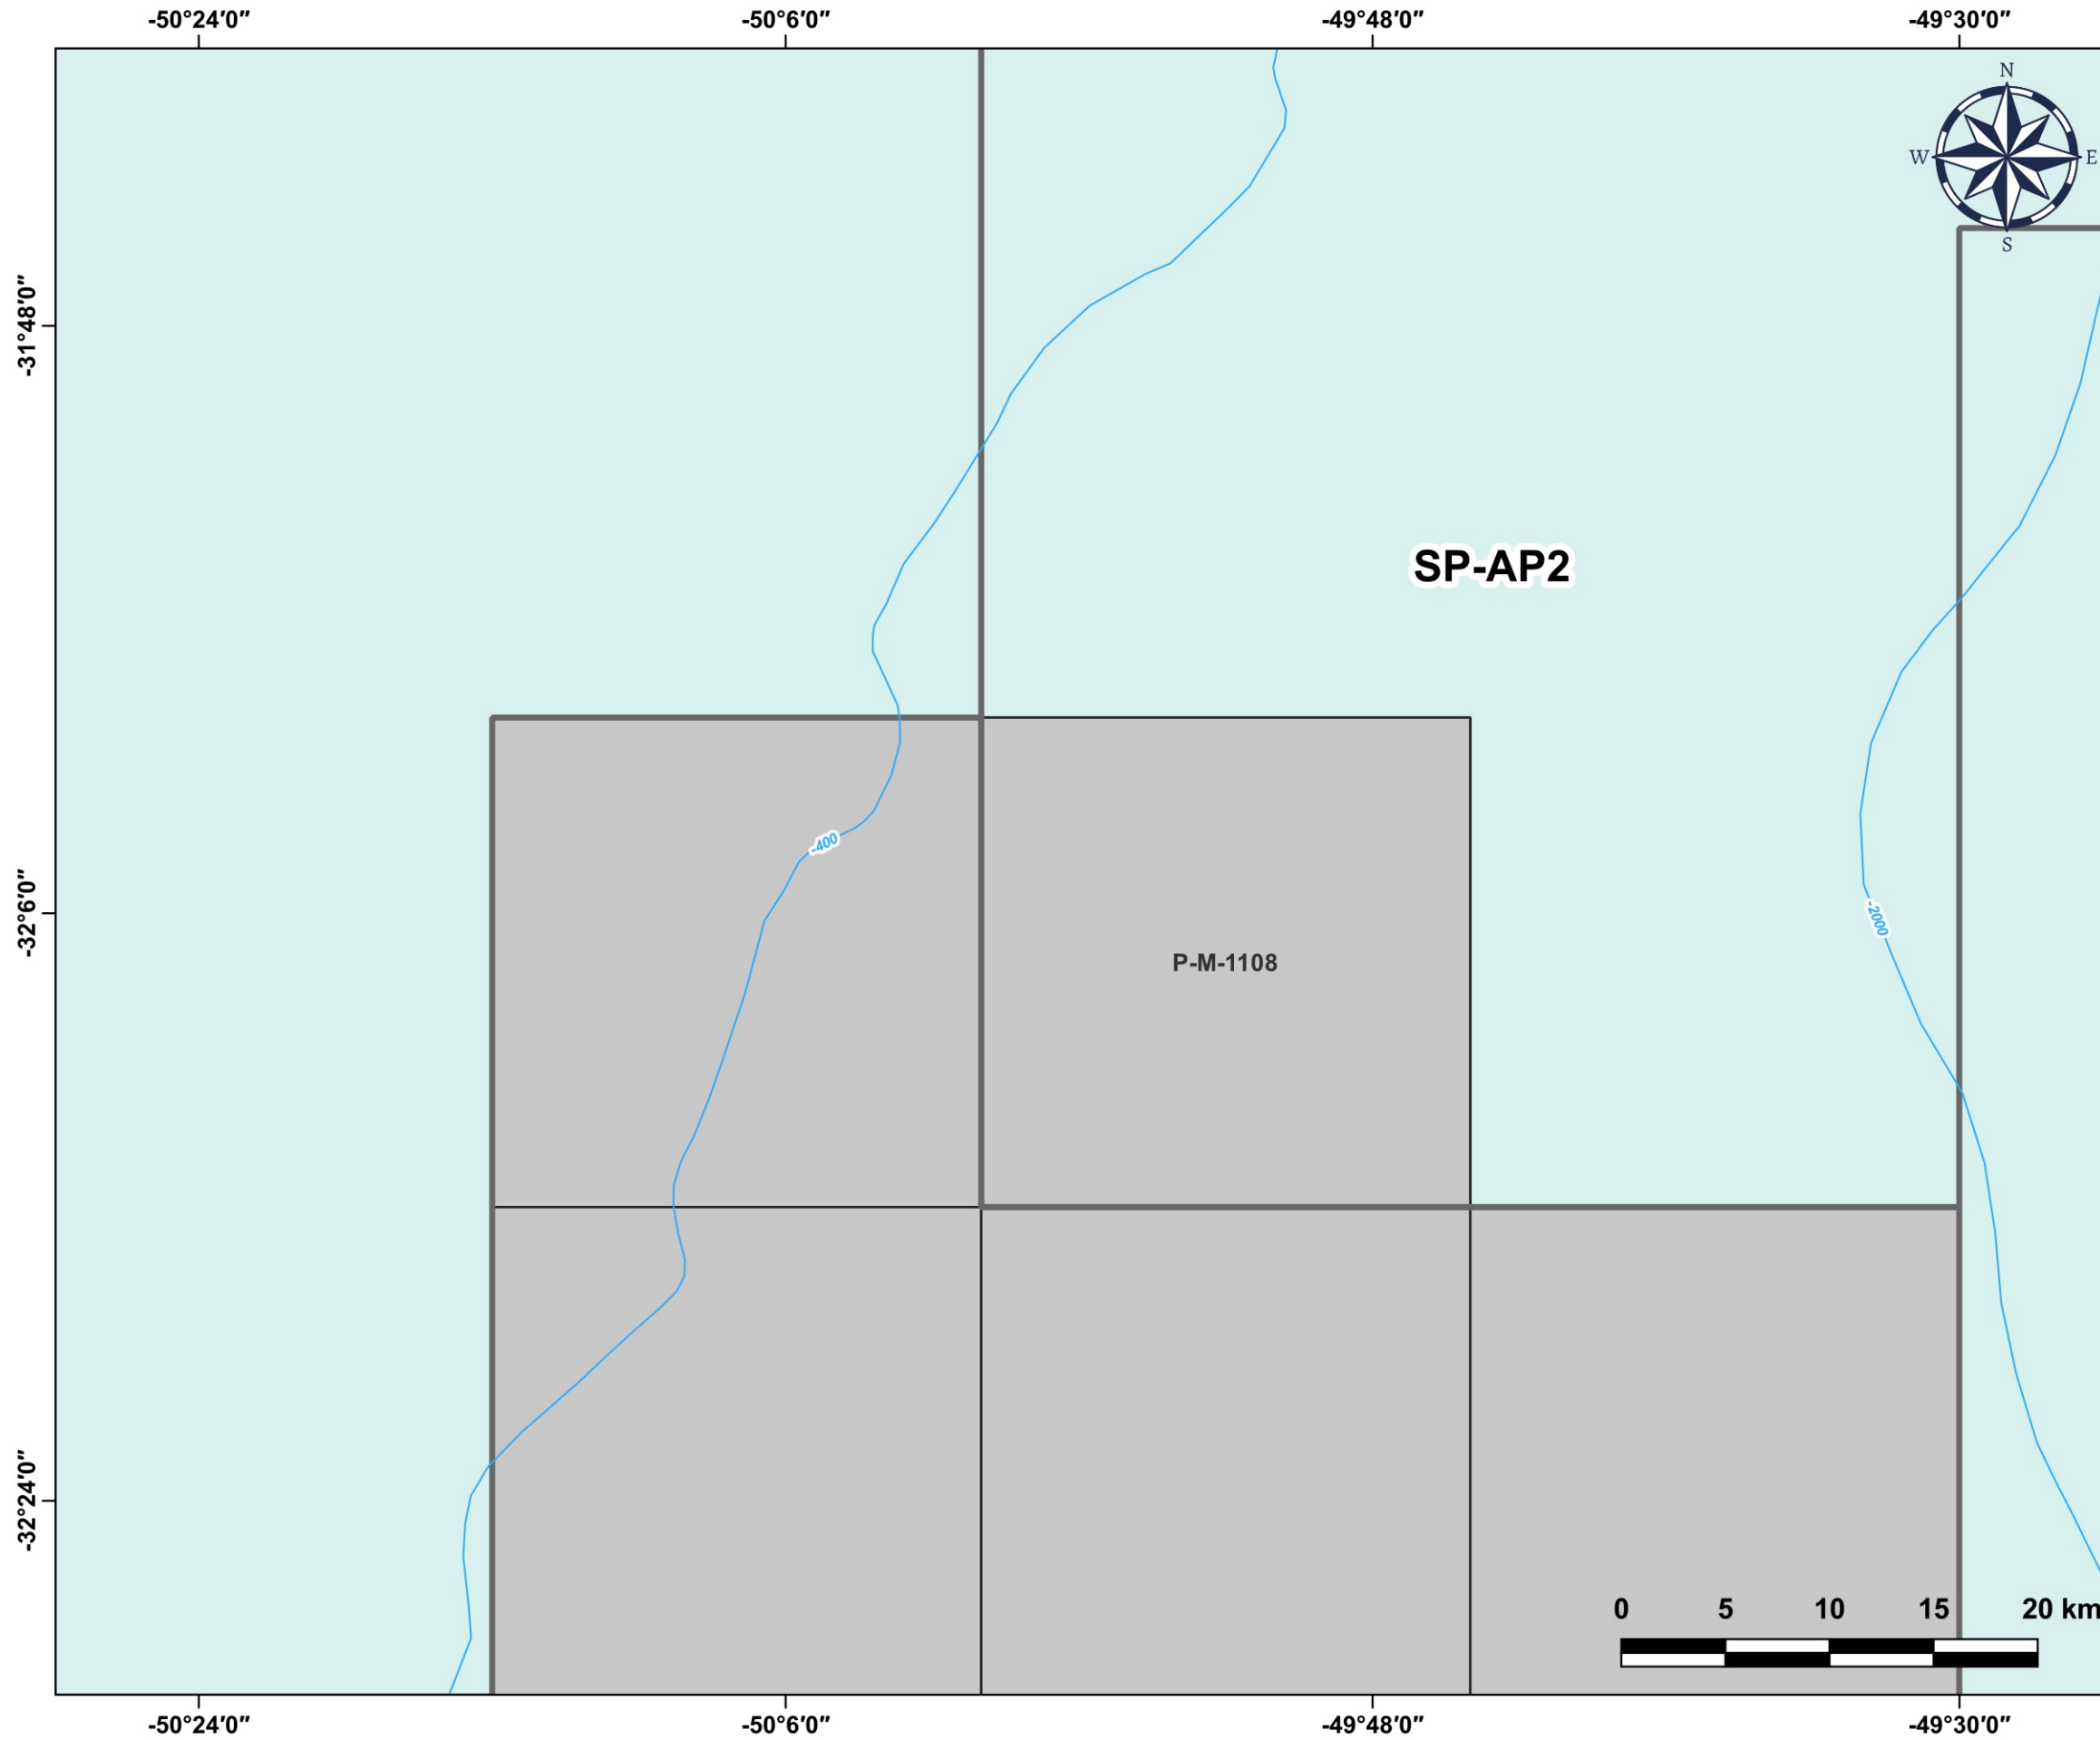 -50°24′0″ -50°6′0″ -49°48′0″ -49°30′0″
N
W E
S
-31°48′0″
SP-AP2
-400
-32°6′0″
-2000
P-M-1108
-32°24′0″
0 5 10 15 20 km
-50°24′0″ -50°6′0″ -49°48′0″ -49°30′0″